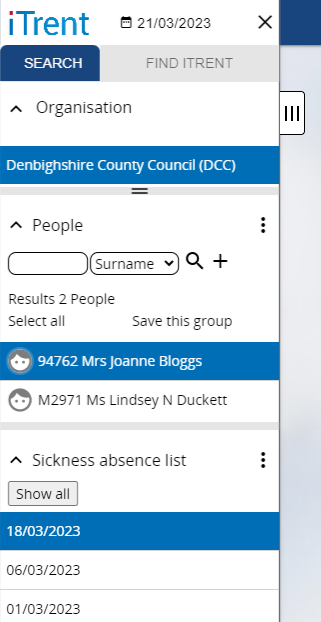 iTrent 21/03/2023
SEARCH FIND ITRENT
Organisation
Denbighshire County Council (DCC)
People
Surname
Results 2 People
Select all Save this group
94762 Mrs Joanne Bloggs
M2971 Ms Lindsey N Duckett
Sickness absence list
Show all
18/03/2023
06/03/2023
01/03/2023